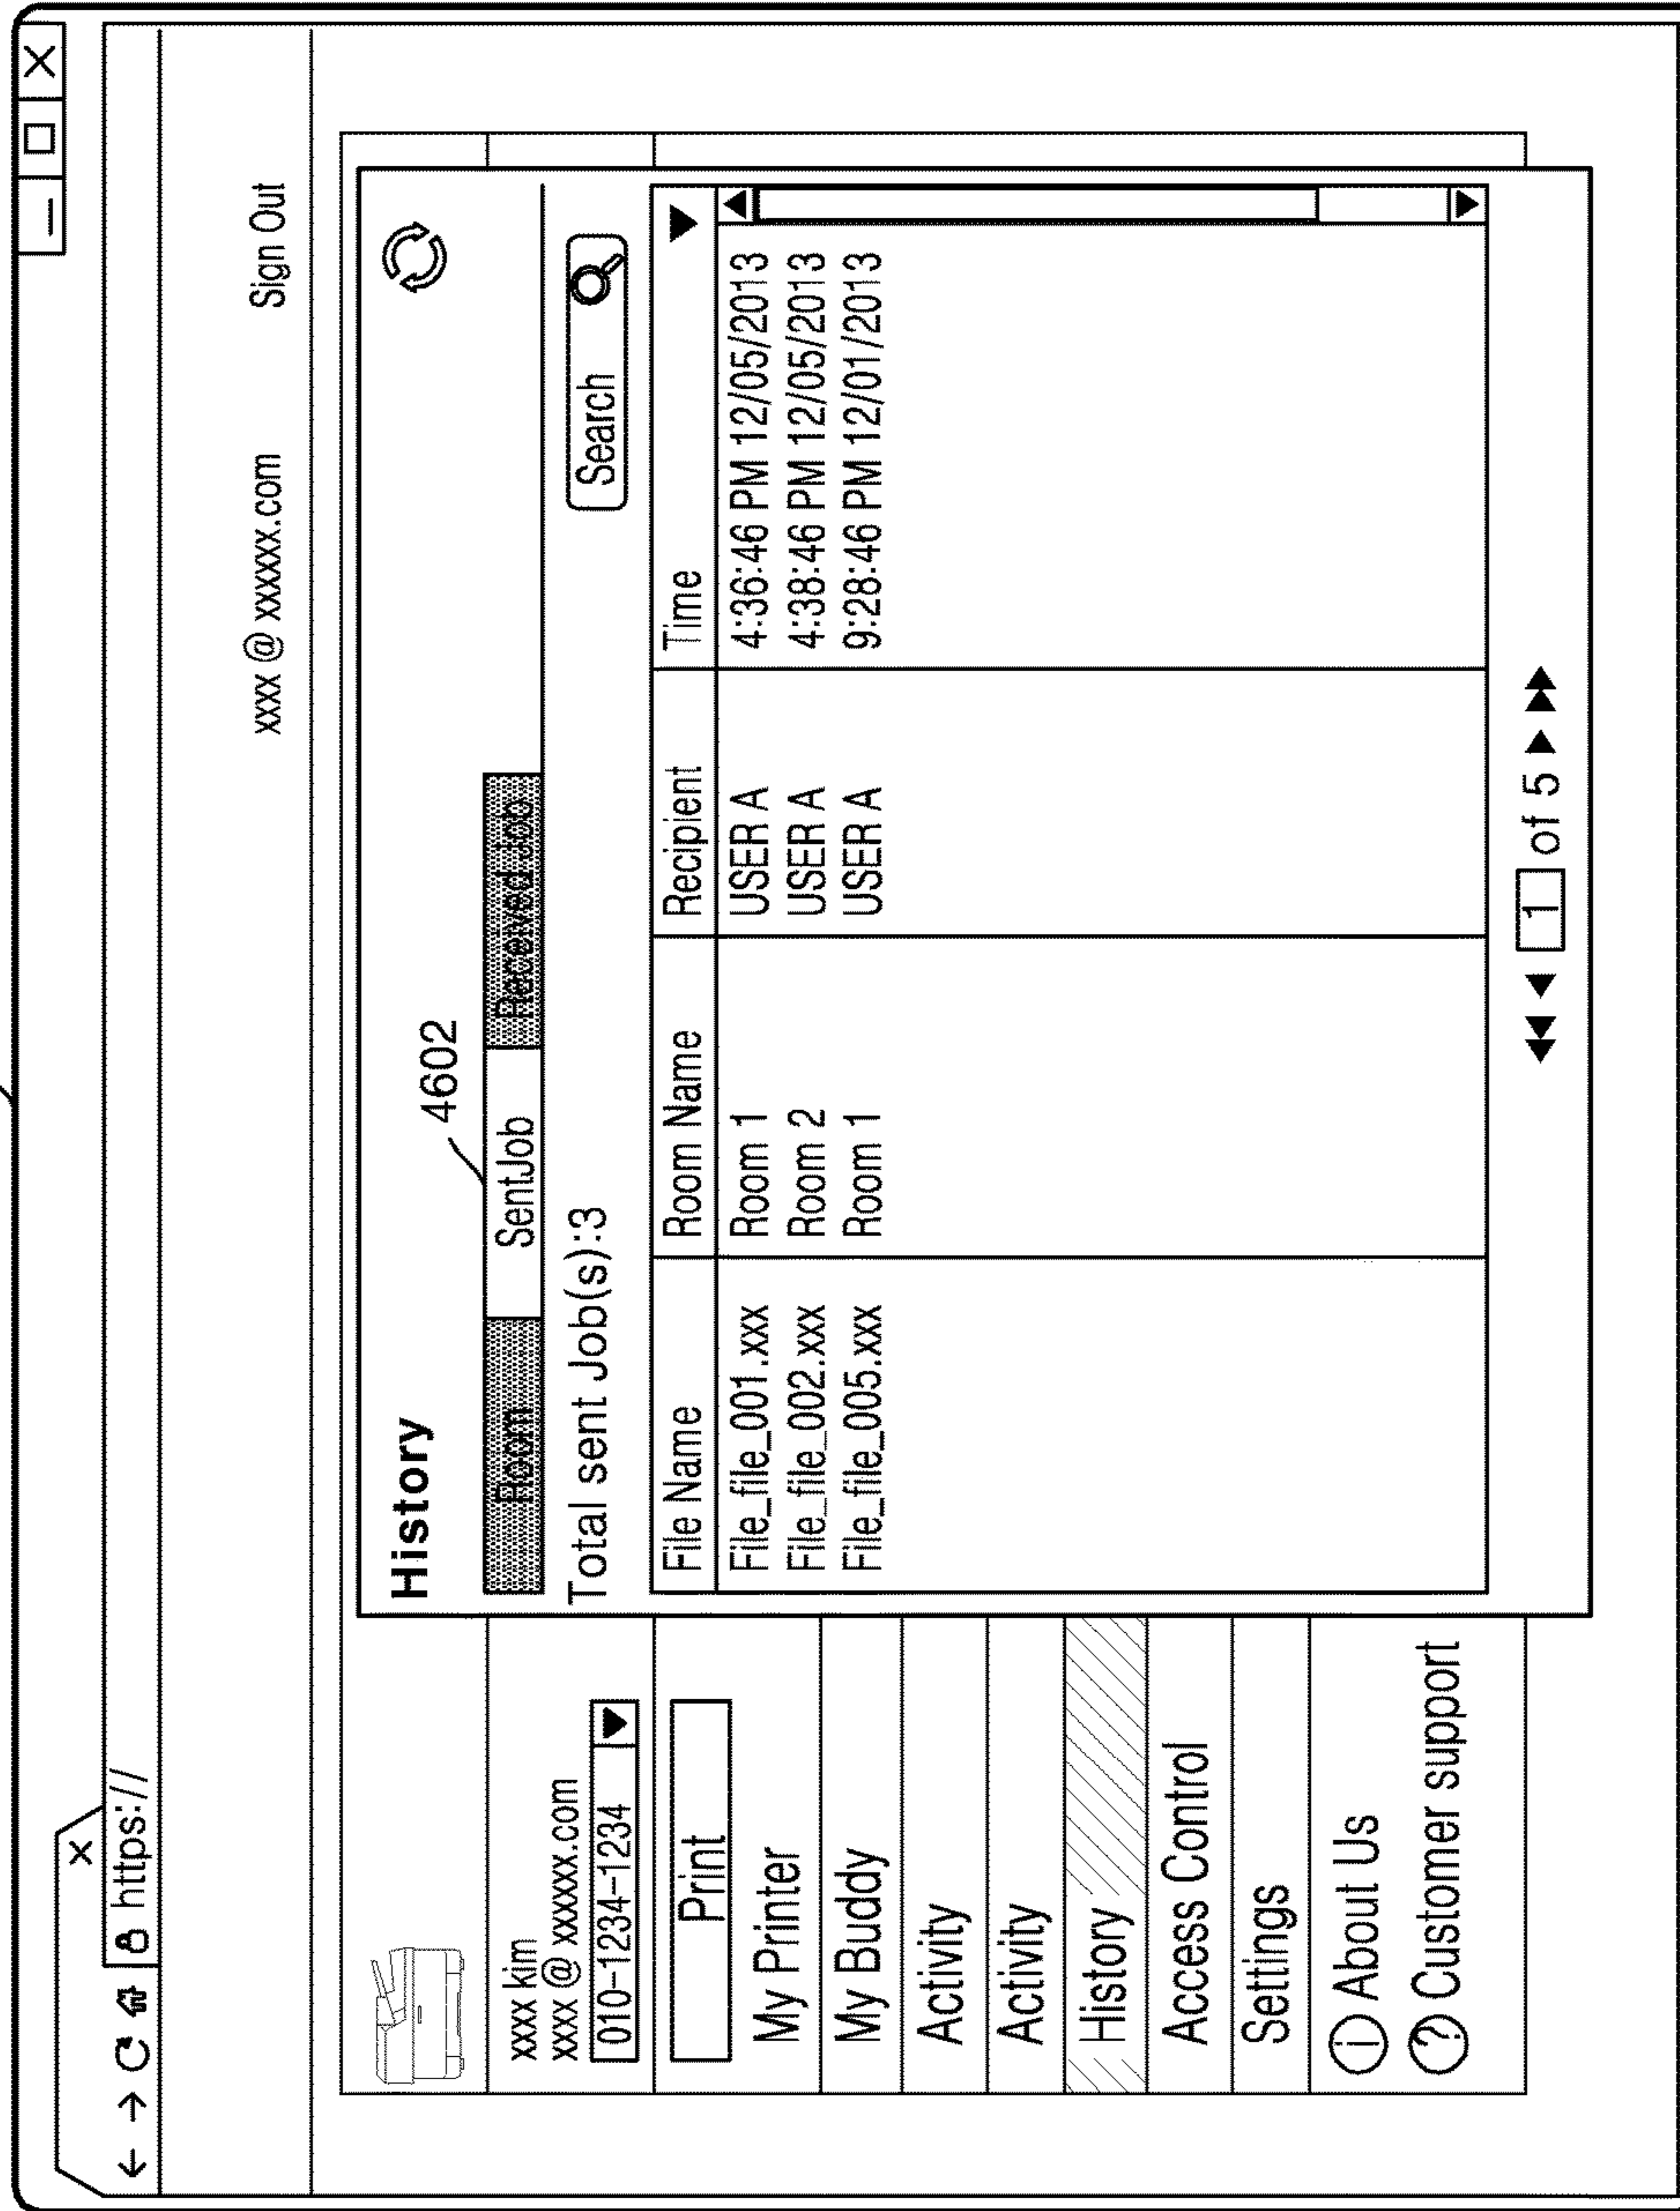 https://
xxxx @ xxxxx.com Sign Out
xxxx kim
xxxx @ xxxxxx.com
010-1234-1234
Print
My Printer
My Buddy
Activity
Activity
History
Access Control
Settings
About Us
Customer support
History
4602
Room SentJob Received Job
Total sent Job(s):3 Search
File Name Room Name Recipient Time
File_file_001.xxx Room 1 USER A 4:36:46 PM 12/05/2013
File_file_002.xxx Room 2 USER A 4:38:46 PM 12/05/2013
File_file_005.xxx Room 1 USER A 9:28:46 PM 12/01/2013
1 of 5